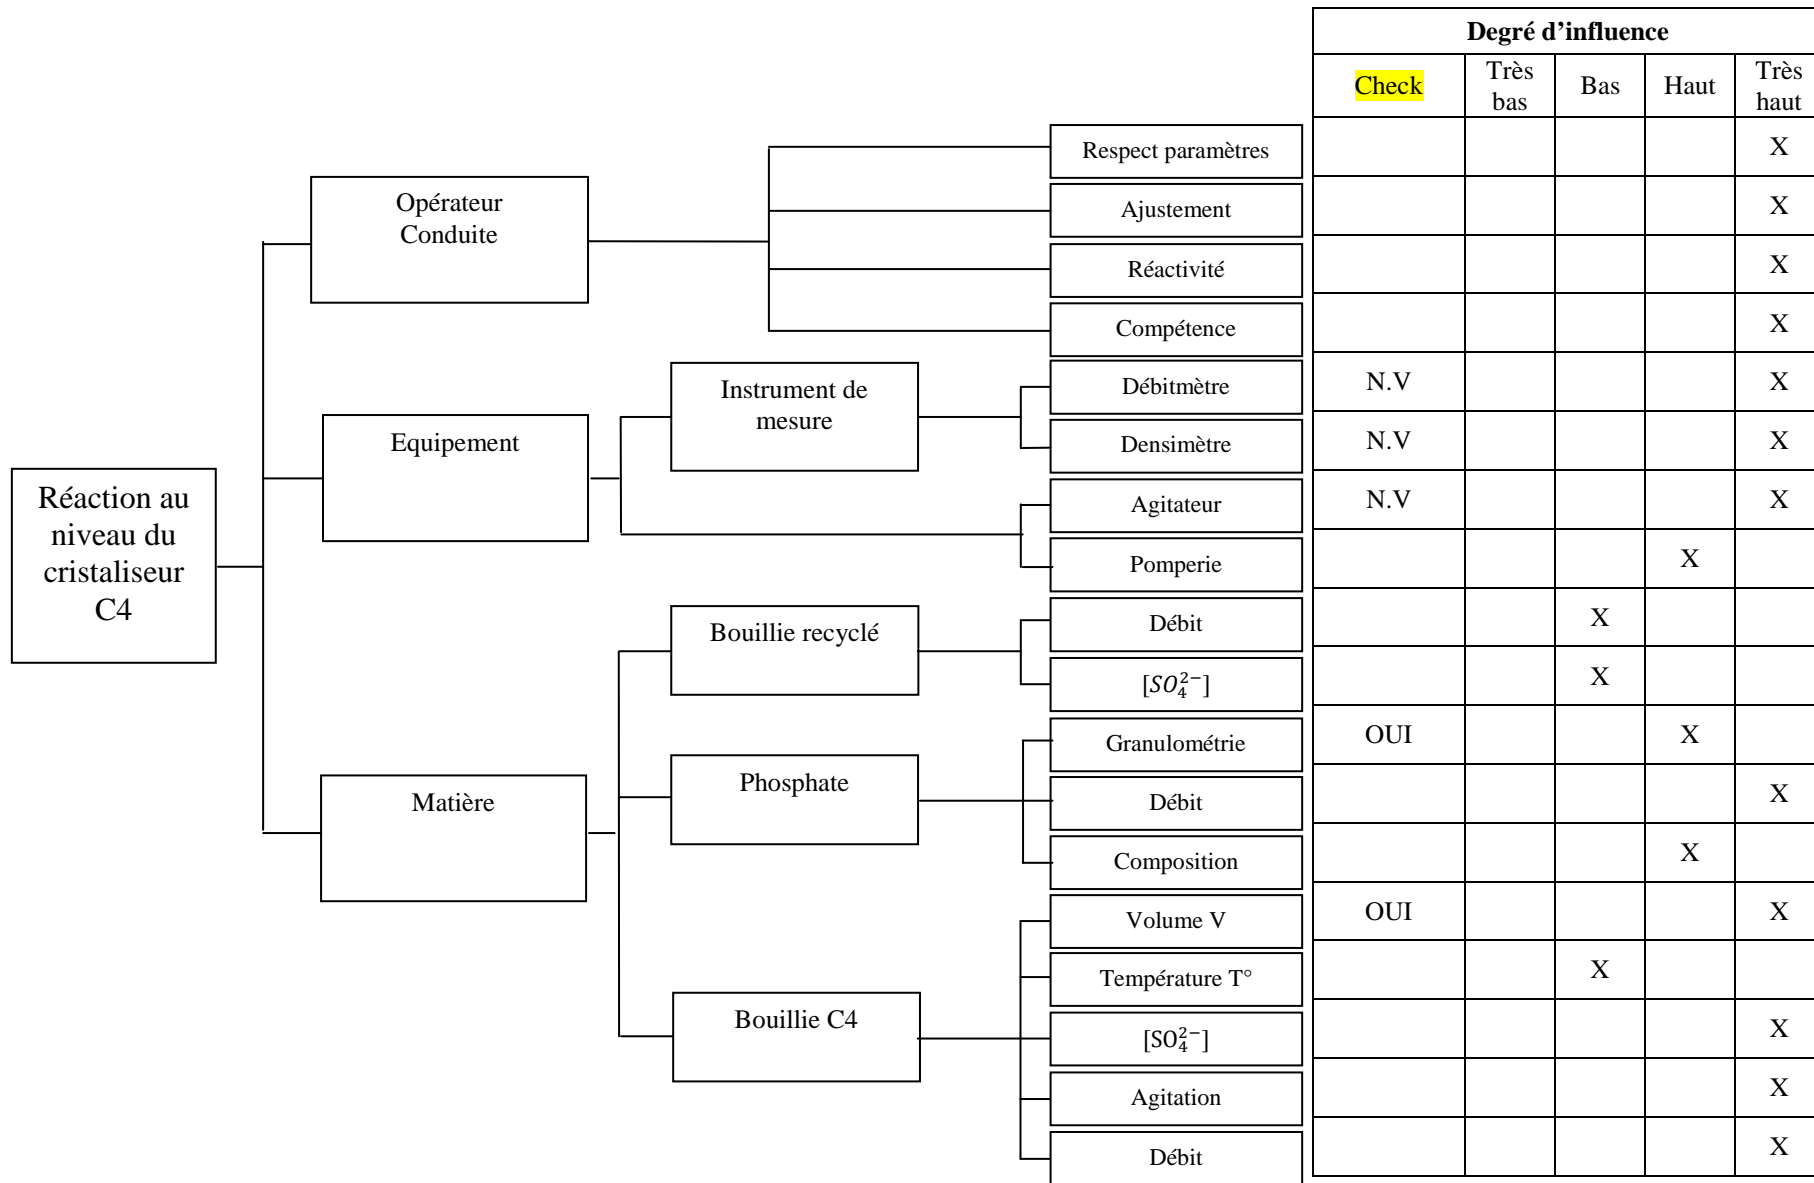 Degré d'influence
Check
Très
bas
Bas
Haut
Très
haut
Respect paramètres
X
Opérateur
Conduite
Ajustement
X
Réactivité
X
Compétence
X
Instrument de
mesure
Débitmètre
N.V
X
Equipement
Densimètre
N.V
X
Réaction au
niveau du
cristaliseur
C4
Agitateur
N.V
X
Pomperie
X
Bouillie recyclé
Débit
X
[𝑆𝑂₄²⁻]
X
Granulométrie
OUI
X
Matière
Phosphate
Débit
X
Composition
X
Volume V
OUI
X
Température T°
X
Bouillie C4
[SO₄²⁻]
X
Agitation
X
Débit
X